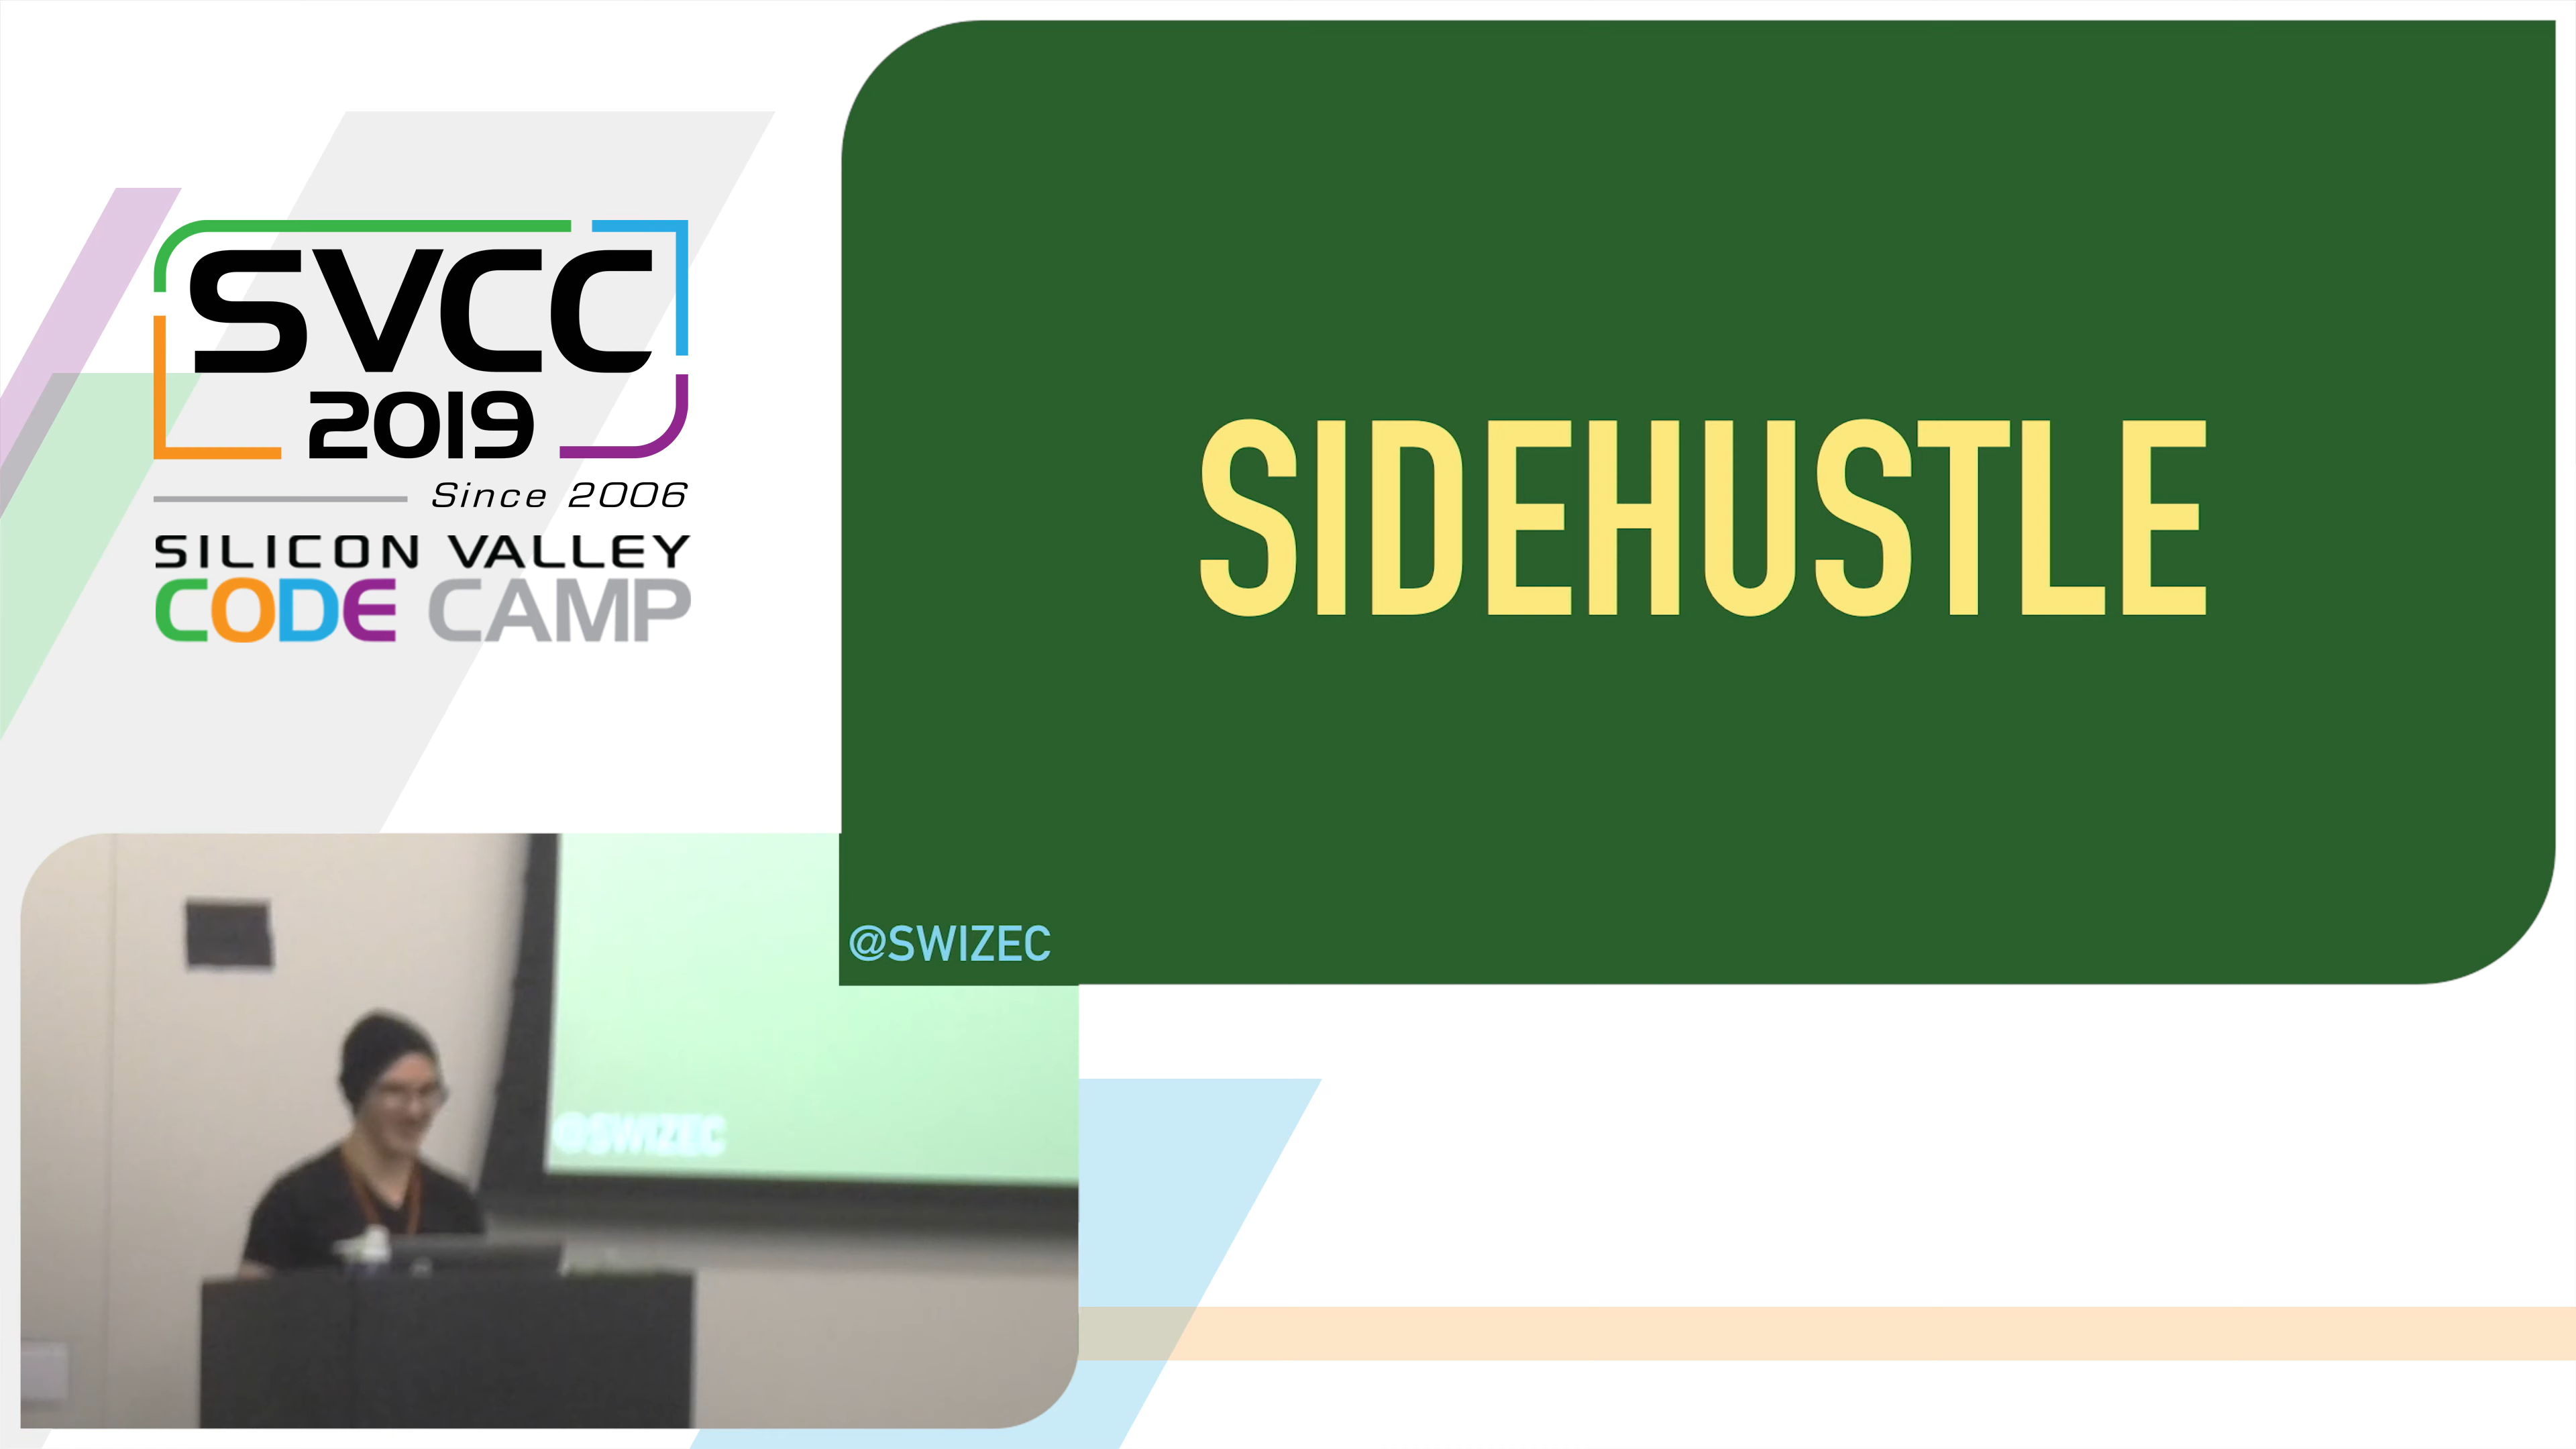 SVCC
2019
Since 2006
SILICON VALLEY
CODE CAMP
SIDEHUSTLE
@SWIZEC
@SWIZEC